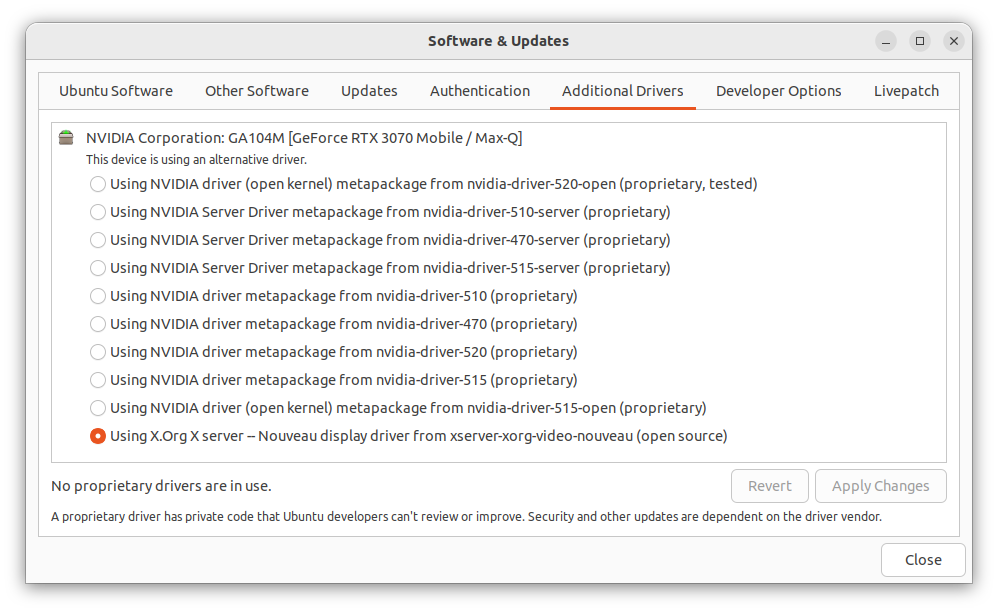 Software & Updates
Ubuntu Software Other Software Updates Authentication Additional Drivers Developer Options Livepatch
NVIDIA Corporation: GA104M [GeForce RTX 3070 Mobile / Max-Q]
This device is using an alternative driver.
Using NVIDIA driver (open kernel) metapackage from nvidia-driver-520-open (proprietary, tested)
Using NVIDIA Server Driver metapackage from nvidia-driver-510-server (proprietary)
Using NVIDIA Server Driver metapackage from nvidia-driver-470-server (proprietary)
Using NVIDIA Server Driver metapackage from nvidia-driver-515-server (proprietary)
Using NVIDIA driver metapackage from nvidia-driver-510 (proprietary)
Using NVIDIA driver metapackage from nvidia-driver-470 (proprietary)
Using NVIDIA driver metapackage from nvidia-driver-520 (proprietary)
Using NVIDIA driver metapackage from nvidia-driver-515 (proprietary)
Using NVIDIA driver (open kernel) metapackage from nvidia-driver-515-open (proprietary)
Using X.Org X server -- Nouveau display driver from xserver-xorg-video-nouveau (open source)
No proprietary drivers are in use.
Revert Apply Changes
A proprietary driver has private code that Ubuntu developers can't review or improve. Security and other updates are dependent on the driver vendor.
Close